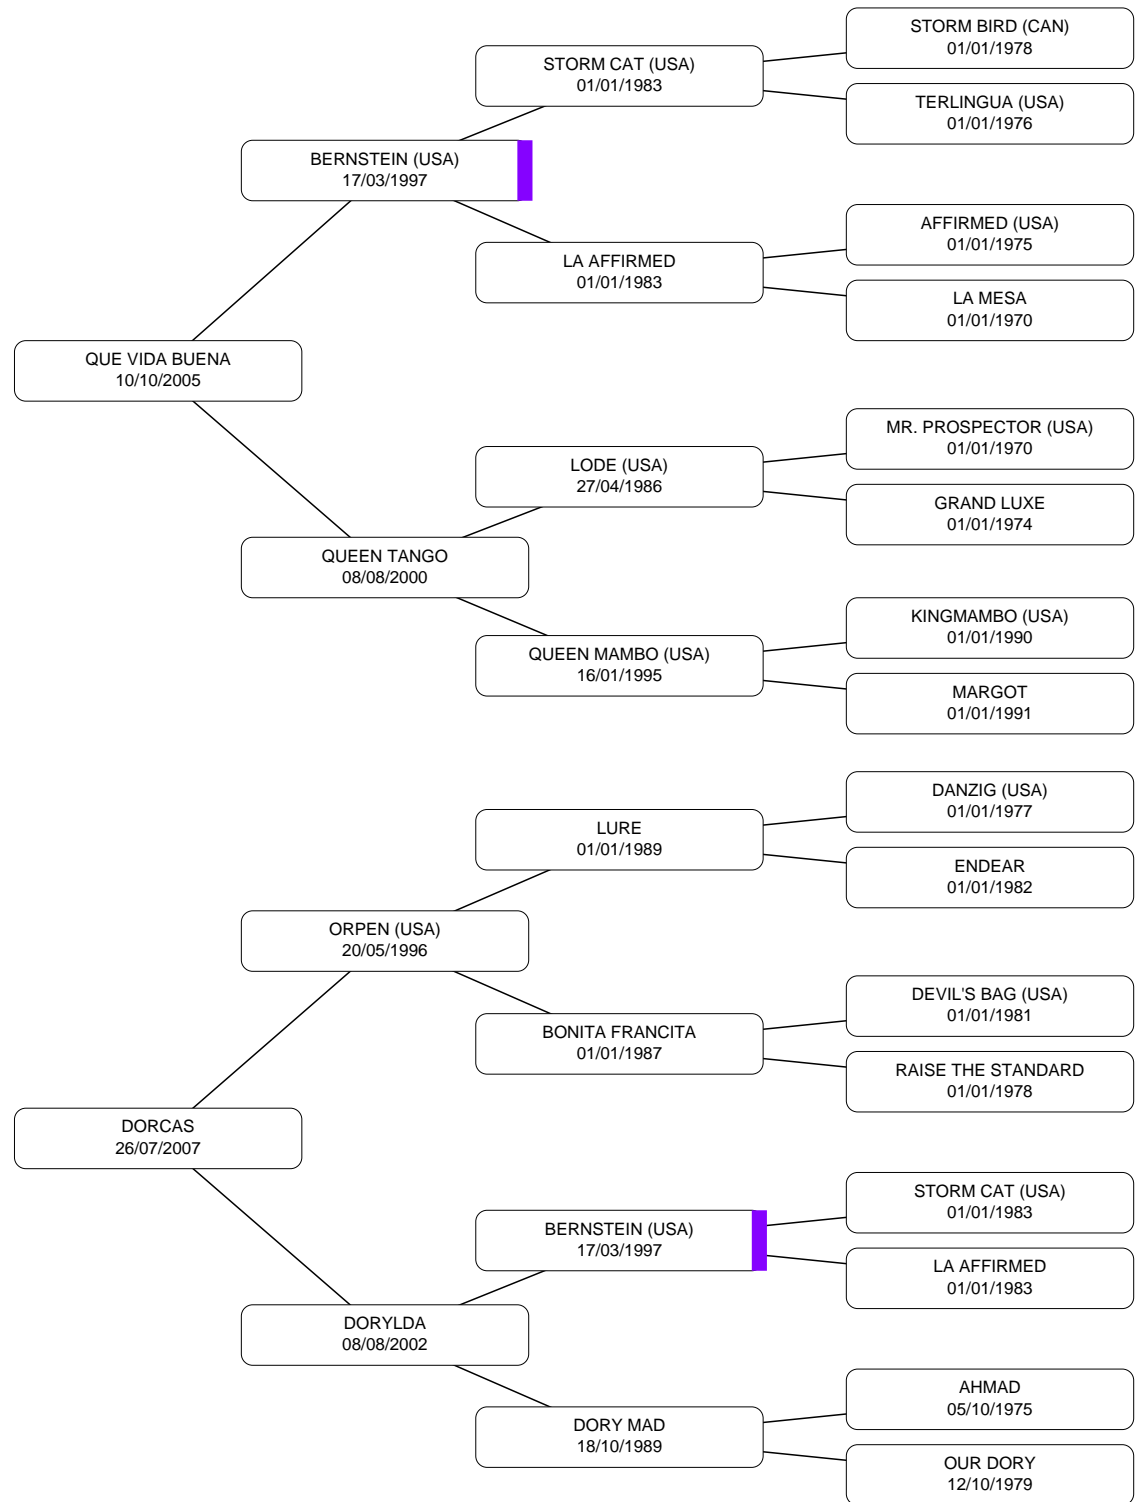 STORM BIRD (CAN)
01/01/1978
STORM CAT (USA)
01/01/1983
TERLINGUA (USA)
01/01/1976
BERNSTEIN (USA)
17/03/1997
AFFIRMED (USA)
01/01/1975
LA AFFIRMED
01/01/1983
LA MESA
01/01/1970
QUE VIDA BUENA
10/10/2005
MR. PROSPECTOR (USA)
01/01/1970
LODE (USA)
27/04/1986
GRAND LUXE
01/01/1974
QUEEN TANGO
08/08/2000
KINGMAMBO (USA)
01/01/1990
QUEEN MAMBO (USA)
16/01/1995
MARGOT
01/01/1991
DANZIG (USA)
01/01/1977
LURE
01/01/1989
ENDEAR
01/01/1982
ORPEN (USA)
20/05/1996
DEVIL'S BAG (USA)
01/01/1981
BONITA FRANCITA
01/01/1987
RAISE THE STANDARD
01/01/1978
DORCAS
26/07/2007
STORM CAT (USA)
01/01/1983
BERNSTEIN (USA)
17/03/1997
LA AFFIRMED
01/01/1983
DORYLDA
08/08/2002
AHMAD
05/10/1975
DORY MAD
18/10/1989
OUR DORY
12/10/1979